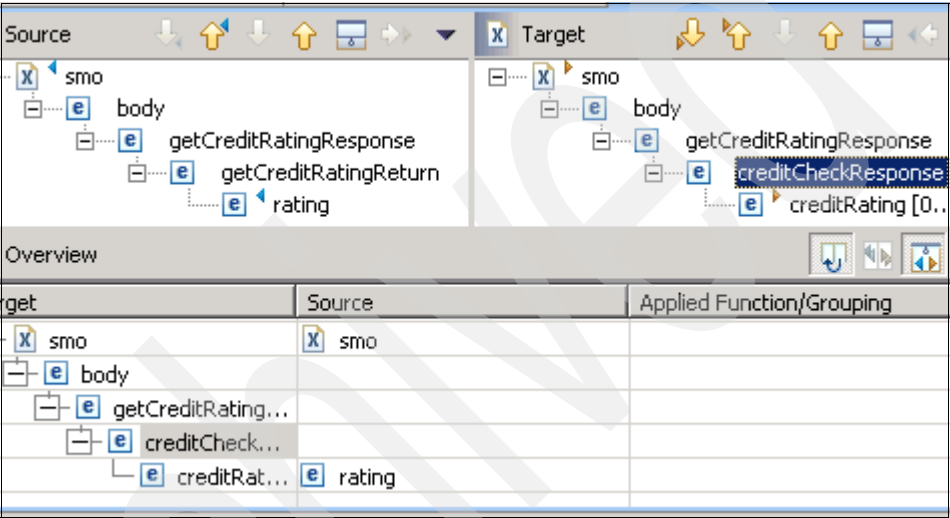 Source
smo
body
getCreditRatingResponse
getCreditRatingReturn
rating
Target
smo
body
getCreditRatingResponse
creditCheckResponse
creditRating [0..
Overview
rget Source Applied Function/Grouping
smo smo
body
getCreditRating...
creditCheck...
creditRat... rating